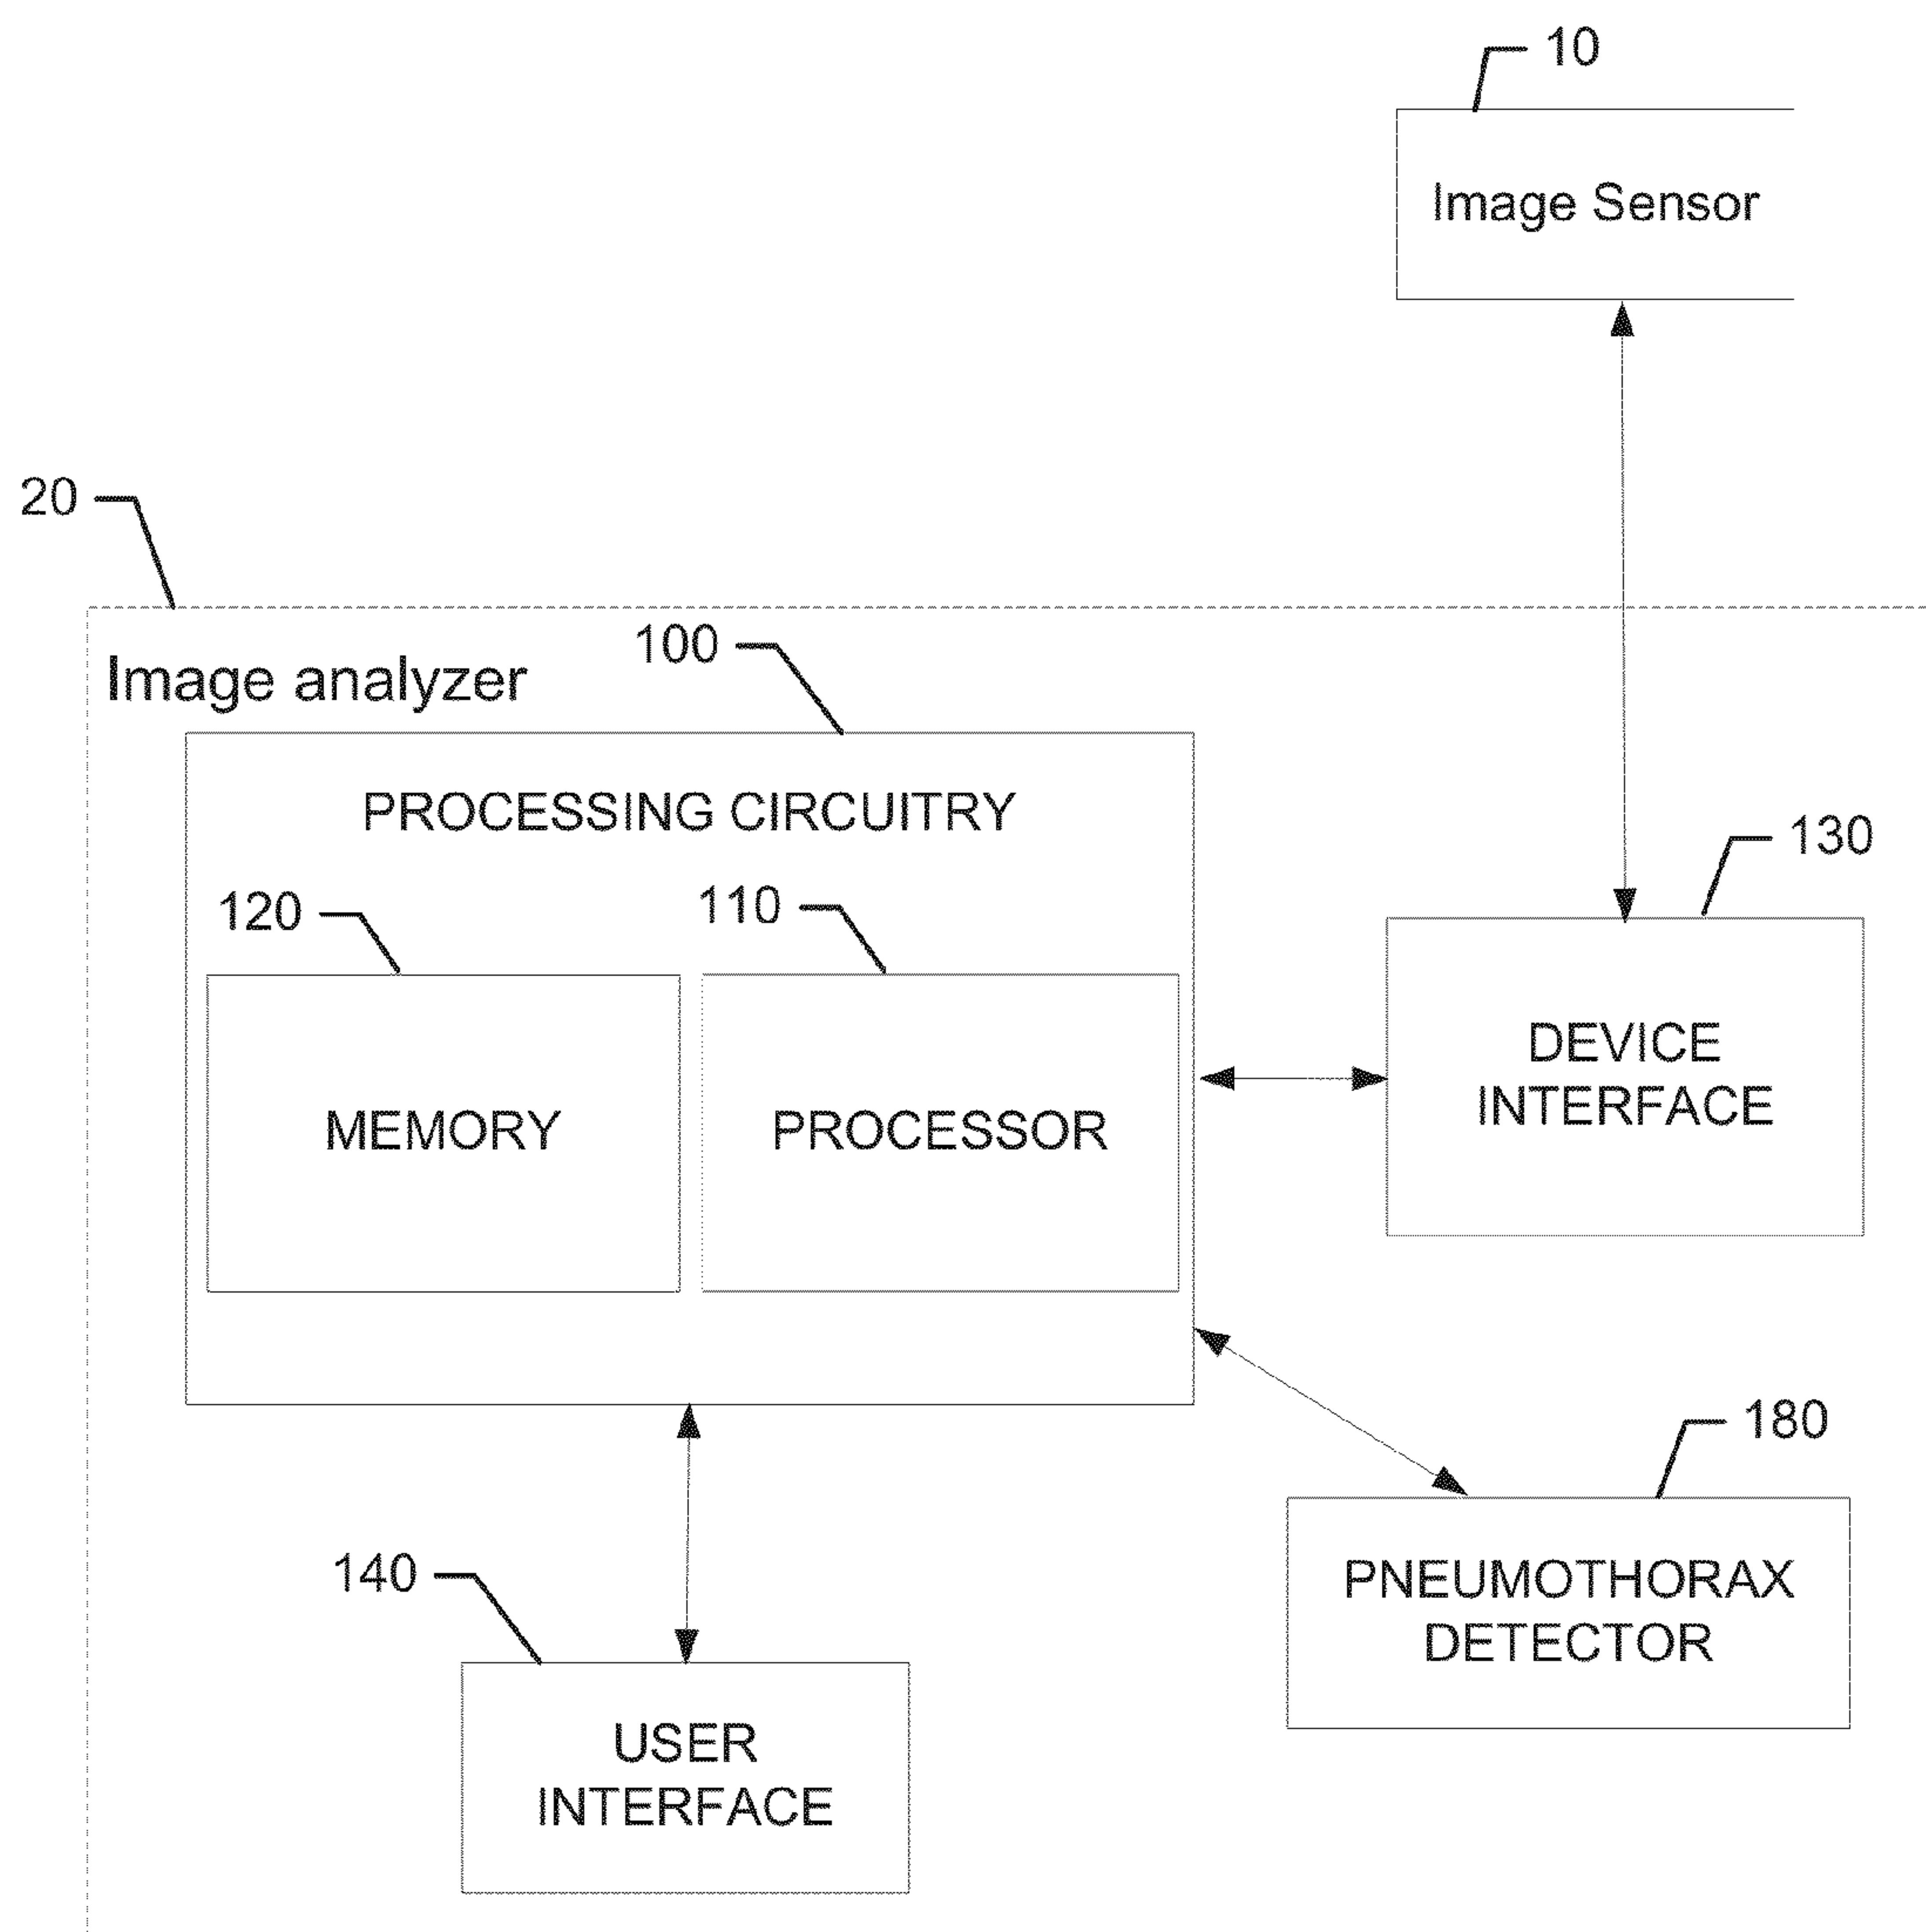 10
Image Sensor
20
Image analyzer
100
PROCESSING CIRCUITRY
130
120
110
DEVICE
INTERFACE
MEMORY
PROCESSOR
180
PNEUMOTHORAX
DETECTOR
140
USER
INTERFACE